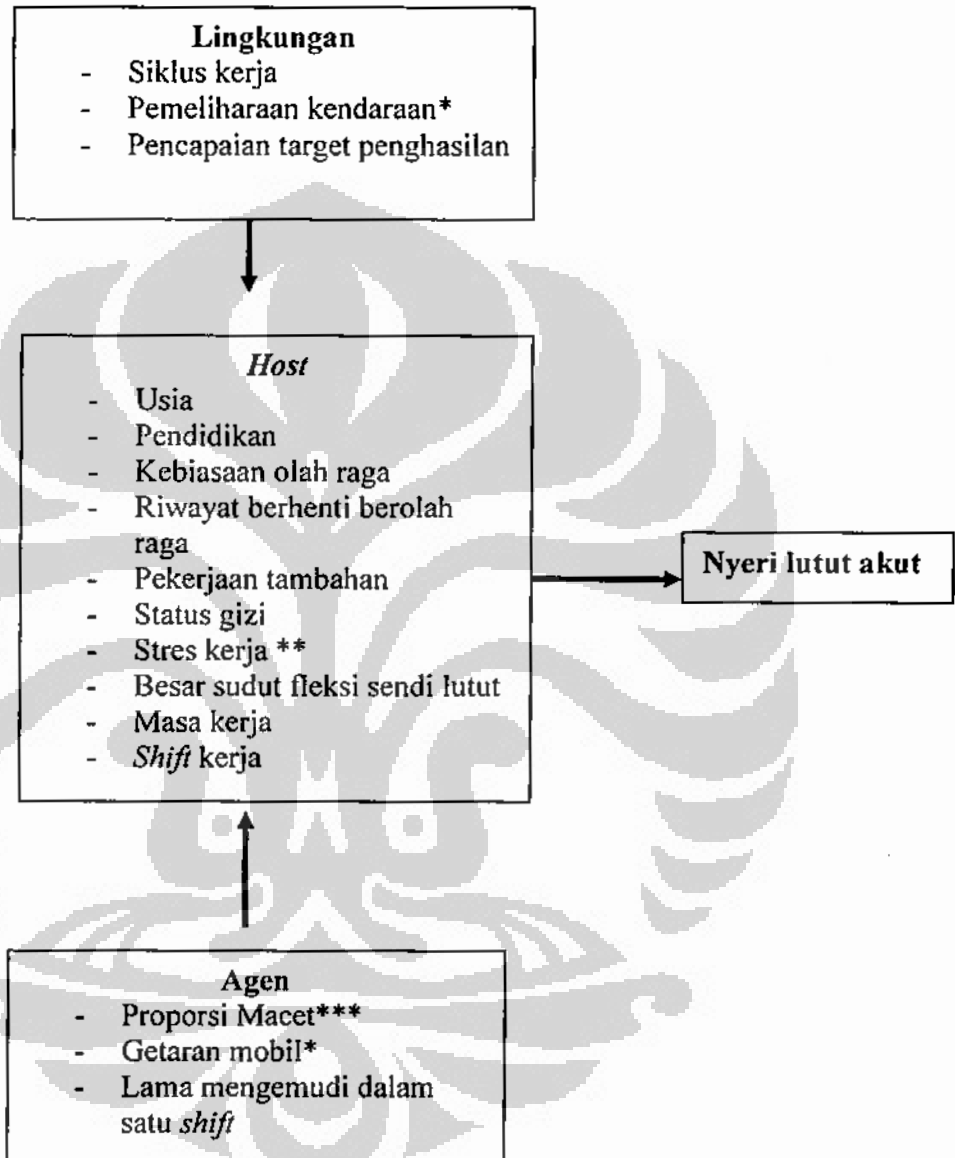 Lingkungan
- Siklus kerja
- Pemeliharaan kendaraan*
- Pencapaian target penghasilan
Host
- Usia
- Pendidikan
- Kebiasaan olah raga
- Riwayat berhenti berolah
raga
- Pekerjaan tambahan
- Status gizi
- Stres kerja **
- Besar sudut fleksi sendi lutut
- Masa kerja
- Shift kerja
Nyeri lutut akut
Agen
- Proporsi Macet***
- Getaran mobil*
- Lama mengemudi dalam
satu shift